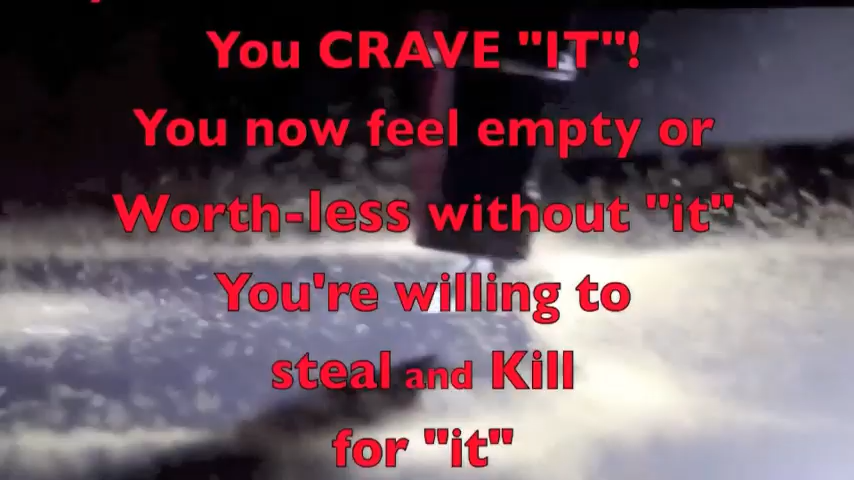 You CRAVE "IT"!
You now feel empty or
Worth-less without "it"
You're willing to
steal and Kill
for "it"